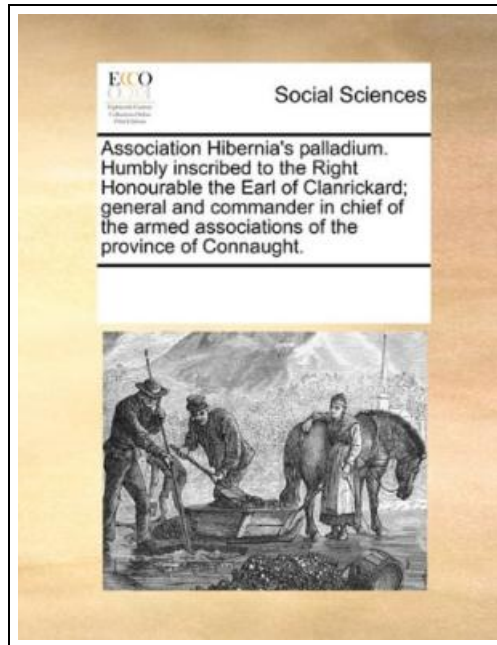 ECCO
Social Sciences
Association Hibernia's palladium.
Humbly inscribed to the Right
Honourable the Earl of Clanrickard;
general and commander in chief of
the armed associations of the
province of Connaught.